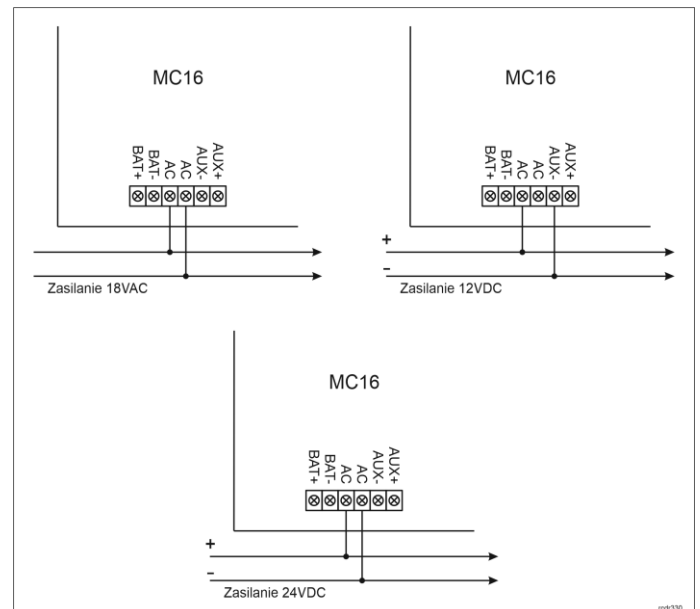 MC16
BAT+
BAT-
AC
AC
AUX-
AUX+
Zasilanie 18VAC
MC16
BAT+
BAT-
AC
AC
AUX-
AUX+
+
-
Zasilanie 12VDC
MC16
BAT+
BAT-
AC
AC
AUX-
AUX+
+
-
Zasilanie 24VDC